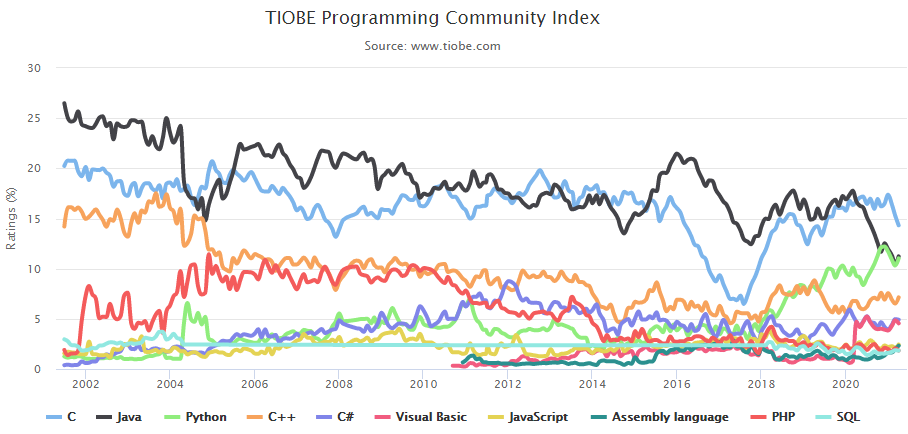 TIOBE Programming Community Index
Source: www.tiobe.com
Ratings (%)
30
25
20
15
10
5
0
2002 2004 2006 2008 2010 2012 2014 2016 2018 2020
C Java Python C++ C# Visual Basic JavaScript Assembly language PHP SQL